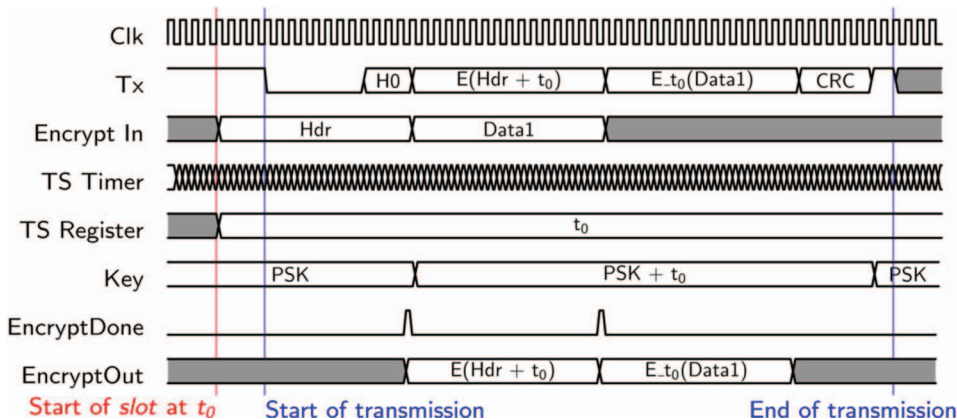 Clk
Tx H0 E(Hdr + t₀) E_t₀(Data1) CRC
Encrypt In Hdr Data1
TS Timer
TS Register t₀
Key PSK PSK + t₀ PSK
EncryptDone
EncryptOut E(Hdr + t₀) E_t₀(Data1)
Start of slot at t₀ Start of transmission End of transmission